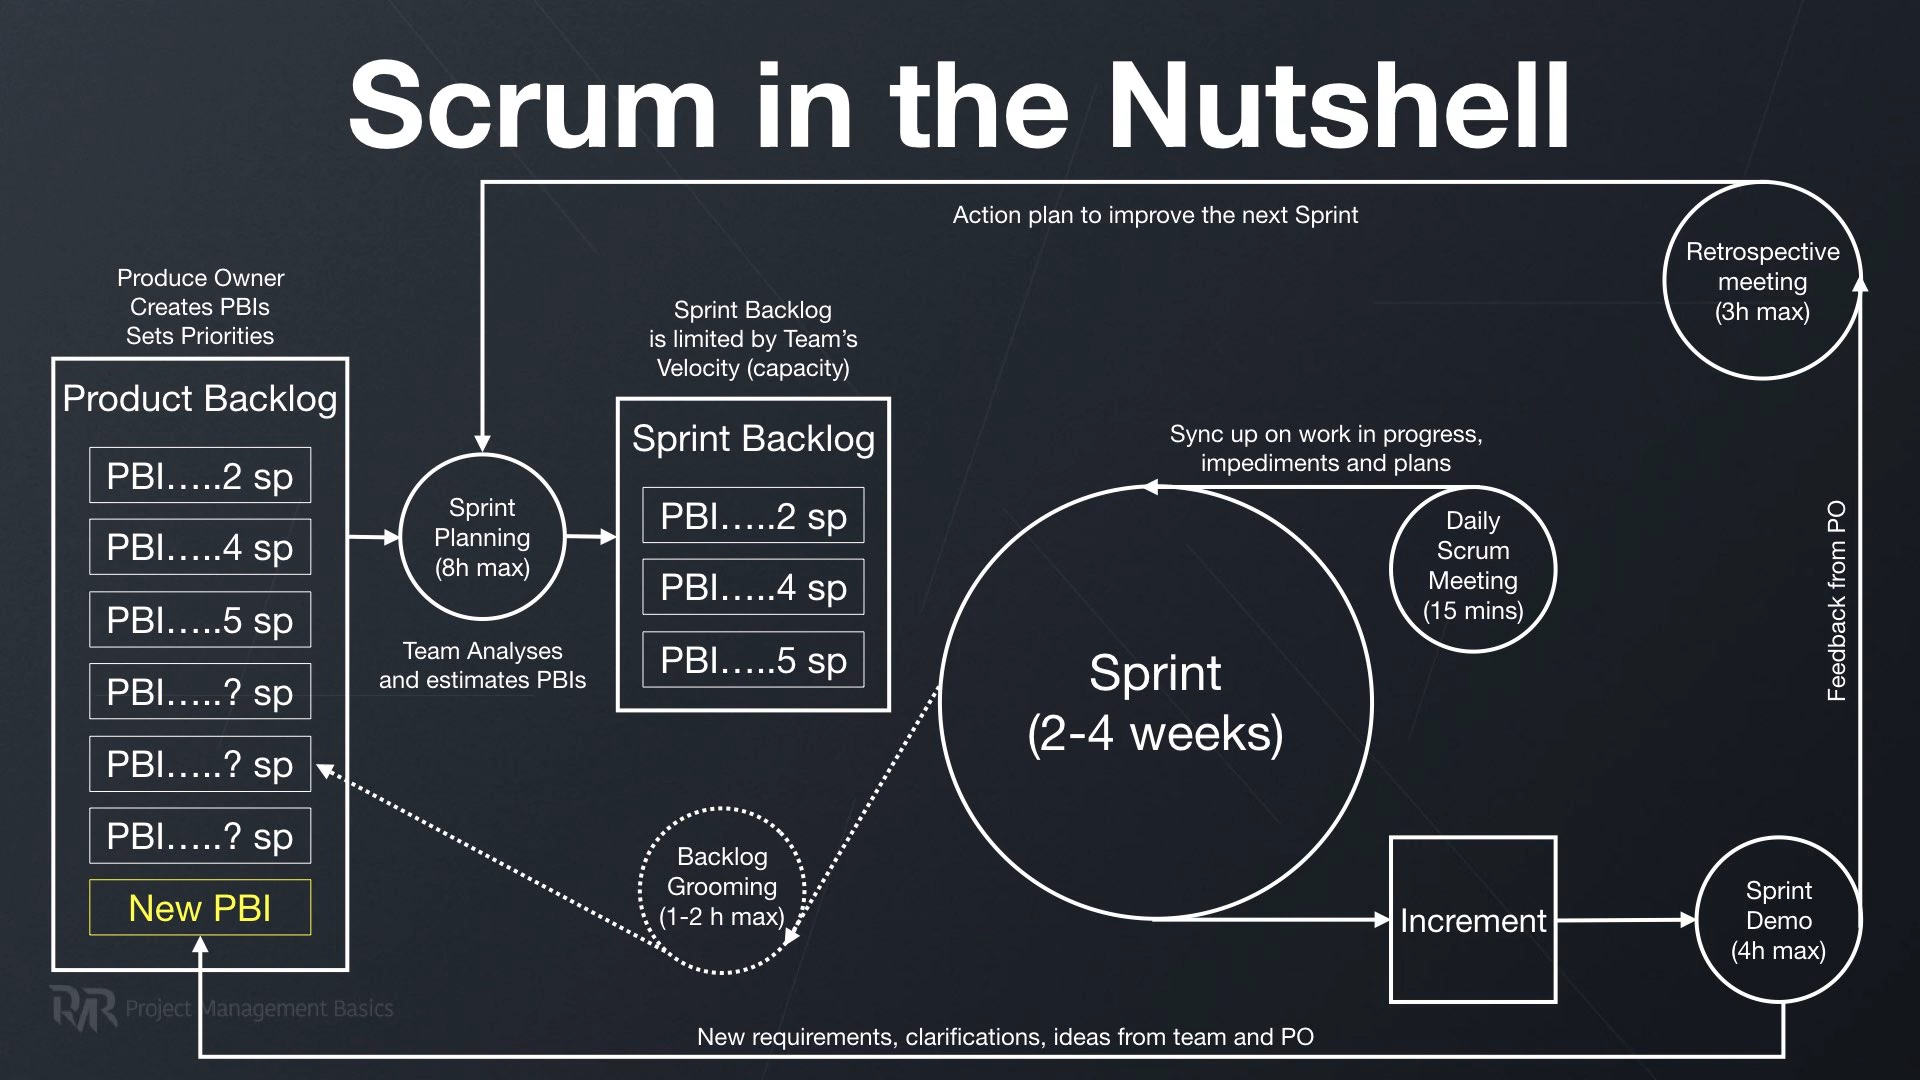 Scrum in the Nutshell
Action plan to improve the next Sprint
Retrospective
meeting
(3h max)
Produce Owner
Creates PBIs
Sets Priorities
Product Backlog
PBI.....2 sp
PBI.....4 sp
PBI.....5 sp
PBI.....? sp
PBI.....? sp
PBI.....? sp
New PBI
Sprint
Planning
(8h max)
Team Analyses
and estimates PBIs
Sprint Backlog
is limited by Team's
Velocity (capacity)
Sprint Backlog
PBI.....2 sp
PBI.....4 sp
PBI.....5 sp
Sync up on work in progress,
impediments and plans
Daily
Scrum
Meeting
(15 mins)
Sprint
(2-4 weeks)
Backlog
Grooming
(1-2 h max)
Increment
Sprint
Demo
(4h max)
Feedback from PO
New requirements, clarifications, ideas from team and PO
Project Management Basics